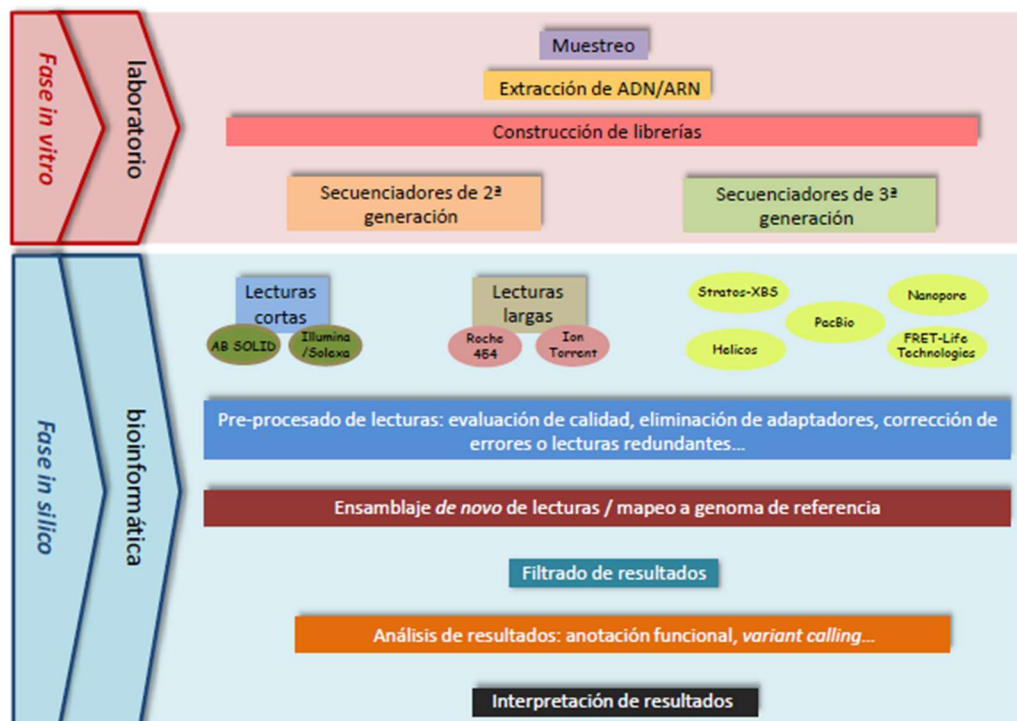 Fase in vitro
laboratorio
Muestreo
Extracción de ADN/ARN
Construcción de librerías
Secuenciadores de 2ª
generación
Secuenciadores de 3ª
generación
Fase in silico
bioinformática
Lecturas
cortas
AB SOLID
Illumina
/Solexa
Lecturas
largas
Roche
454
Ion
Torrent
Stratos-XBS
Helicos
PacBio
Nanopore
FRET-Life
Technologies
Pre-procesado de lecturas: evaluación de calidad, eliminación de adaptadores, corrección de
errores o lecturas redundantes...
Ensamblaje de novo de lecturas / mapeo a genoma de referencia
Filtrado de resultados
Análisis de resultados: anotación funcional, variant calling...
Interpretación de resultados